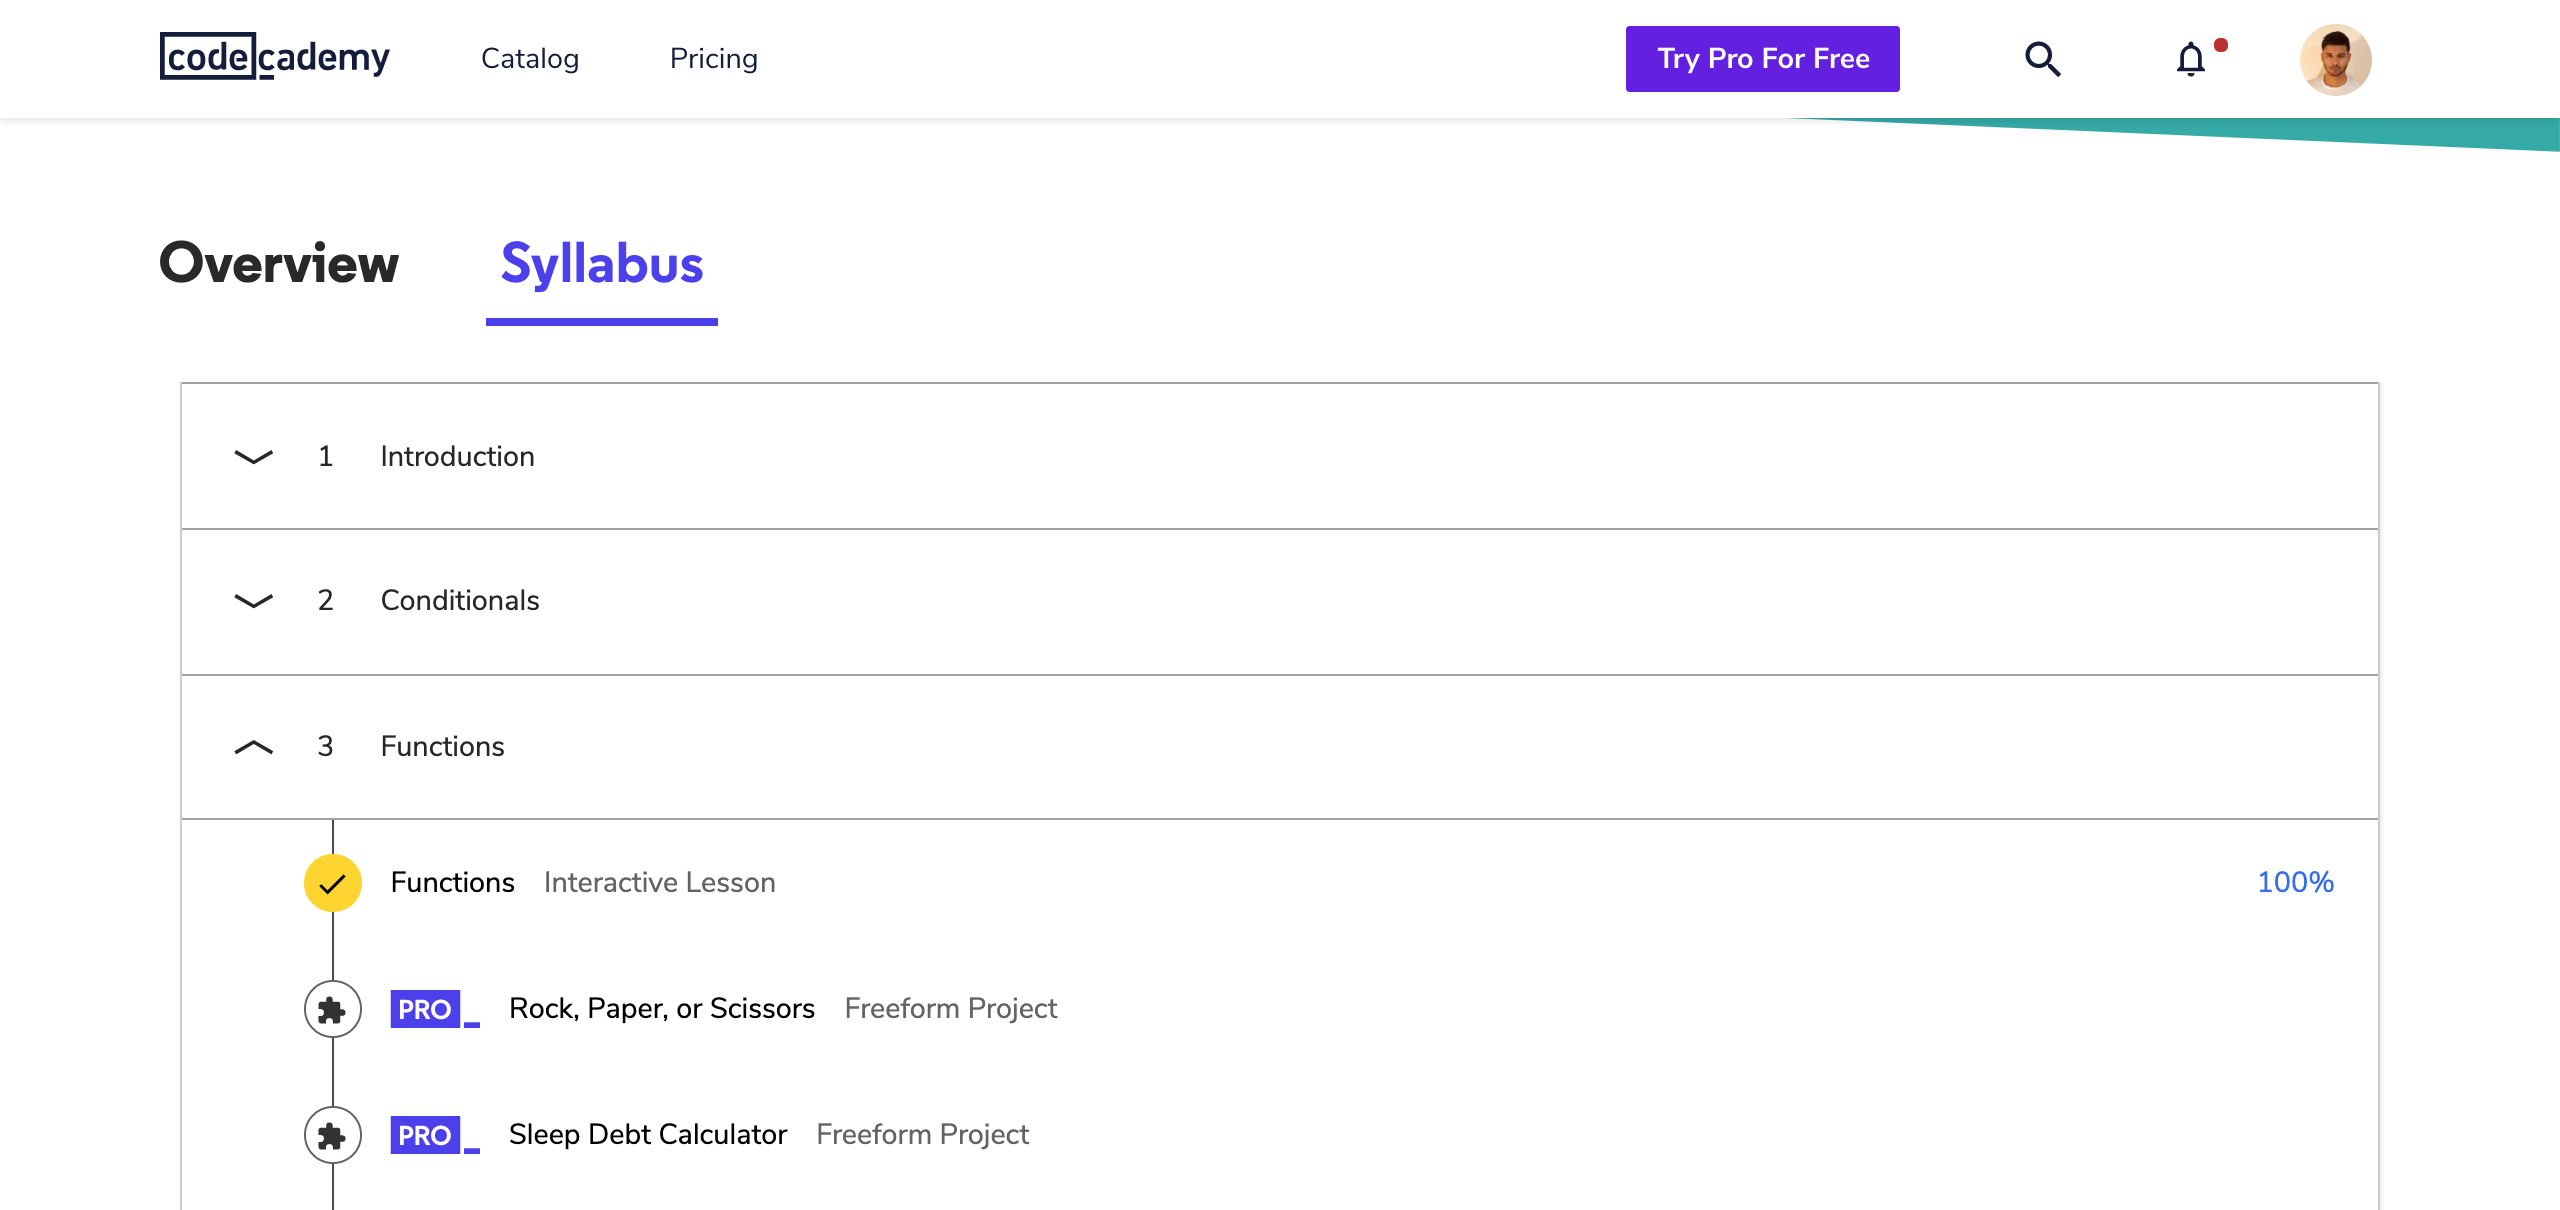 codecademy Catalog Pricing Try Pro For Free
Overview Syllabus
1 Introduction
2 Conditionals
3 Functions
Functions Interactive Lesson 100%
PRO Rock, Paper, or Scissors Freeform Project
PRO Sleep Debt Calculator Freeform Project